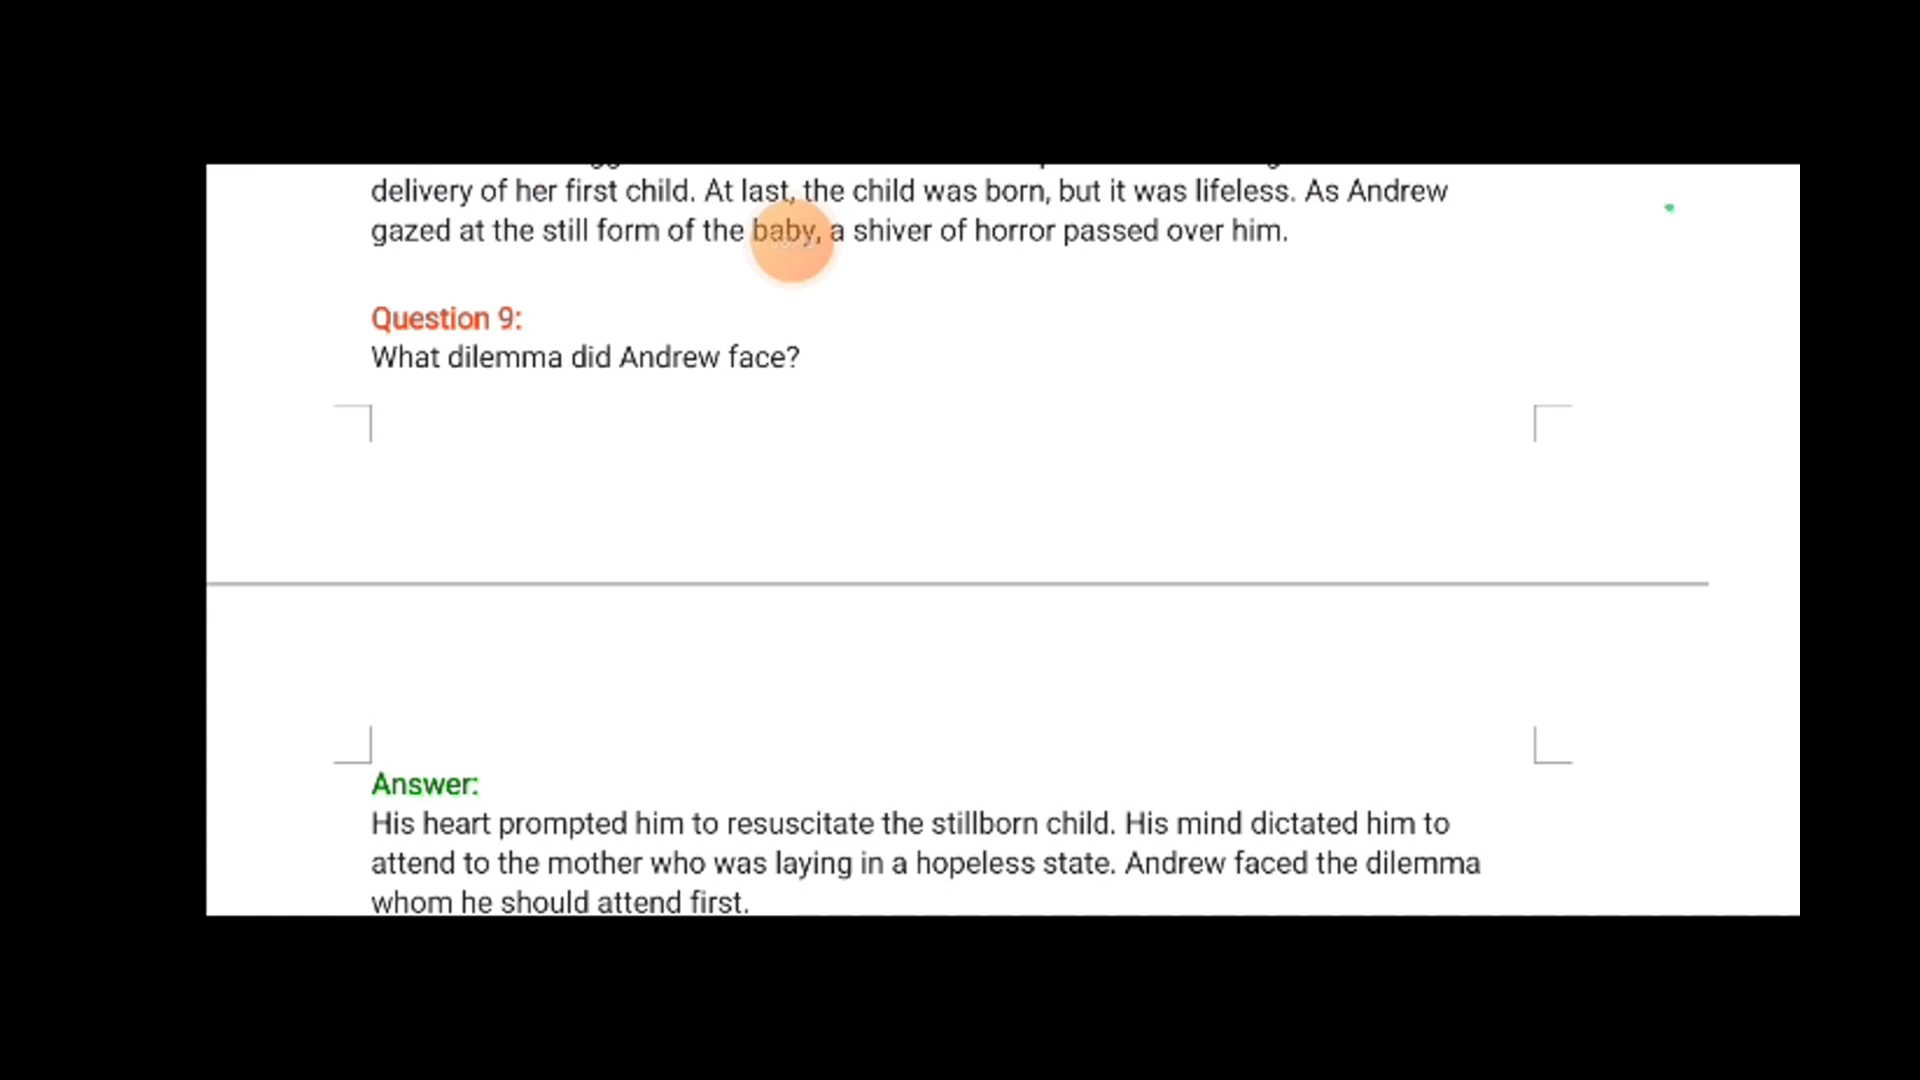 delivery of her first child. At last, the child was born, but it was lifeless. As Andrew
gazed at the still form of the baby, a shiver of horror passed over him.
Question 9:
What dilemma did Andrew face?
Answer:
His heart prompted him to resuscitate the stillborn child. His mind dictated him to
attend to the mother who was laying in a hopeless state. Andrew faced the dilemma
whom he should attend first.